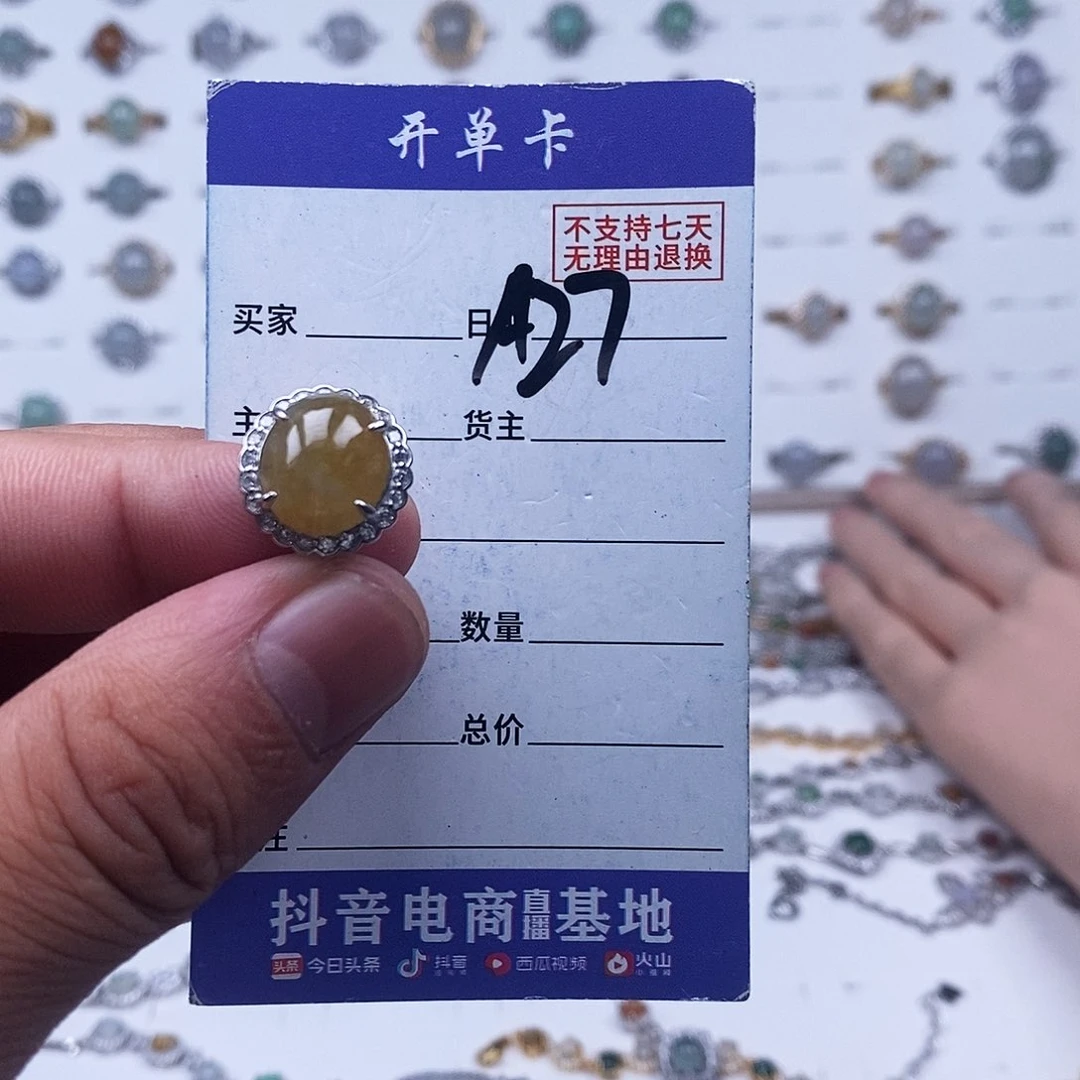 开单卡
不支持七天
无理由退换
买家
日
A27
主
货主
数量
总价
注
抖音电商直播基地
头条 今日头条 抖音 西瓜视频 火山